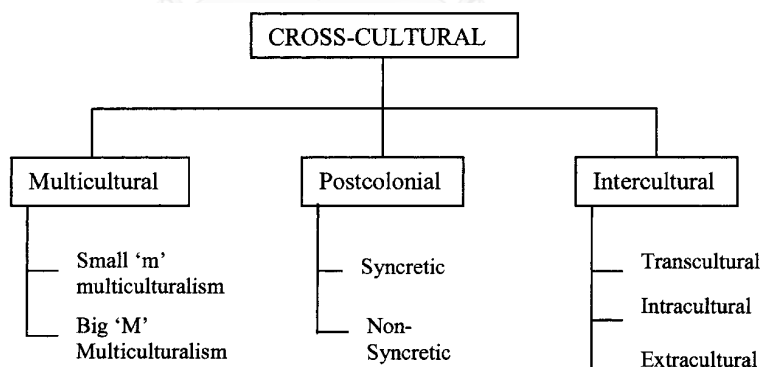 CROSS-CULTURAL
Multicultural
Postcolonial
Intercultural
Small ‘m’
multiculturalism
Big ‘M’
Multiculturalism
Syncretic
Non-
Syncretic
Transcultural
Intracultural
Extracultural